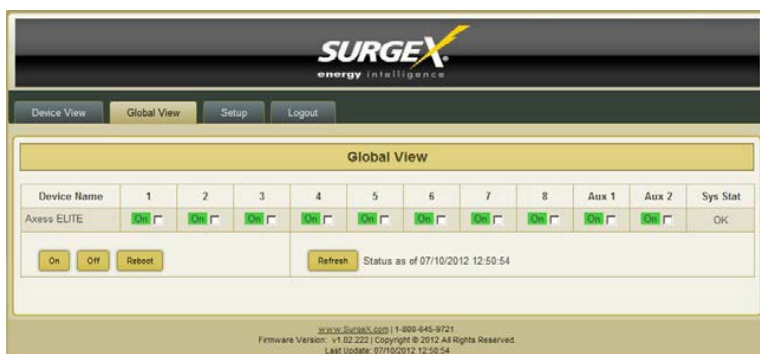 SURGEX
energy intelligence
Device View Global View Setup Logout
Global View
Device Name 1 2 3 4 5 6 7 8 Aux 1 Aux 2 Sys Stat
Axess ELITE On On On On On On On On On On OK
On Off Reboot Refresh Status as of 07/10/2012 12:50:54
www.SurgeX.com | 1-800-645-9721
Firmware Version: v1.02.222 | Copyright © 2012 All Rights Reserved.
Last Update: 07/10/2012 12:50:54